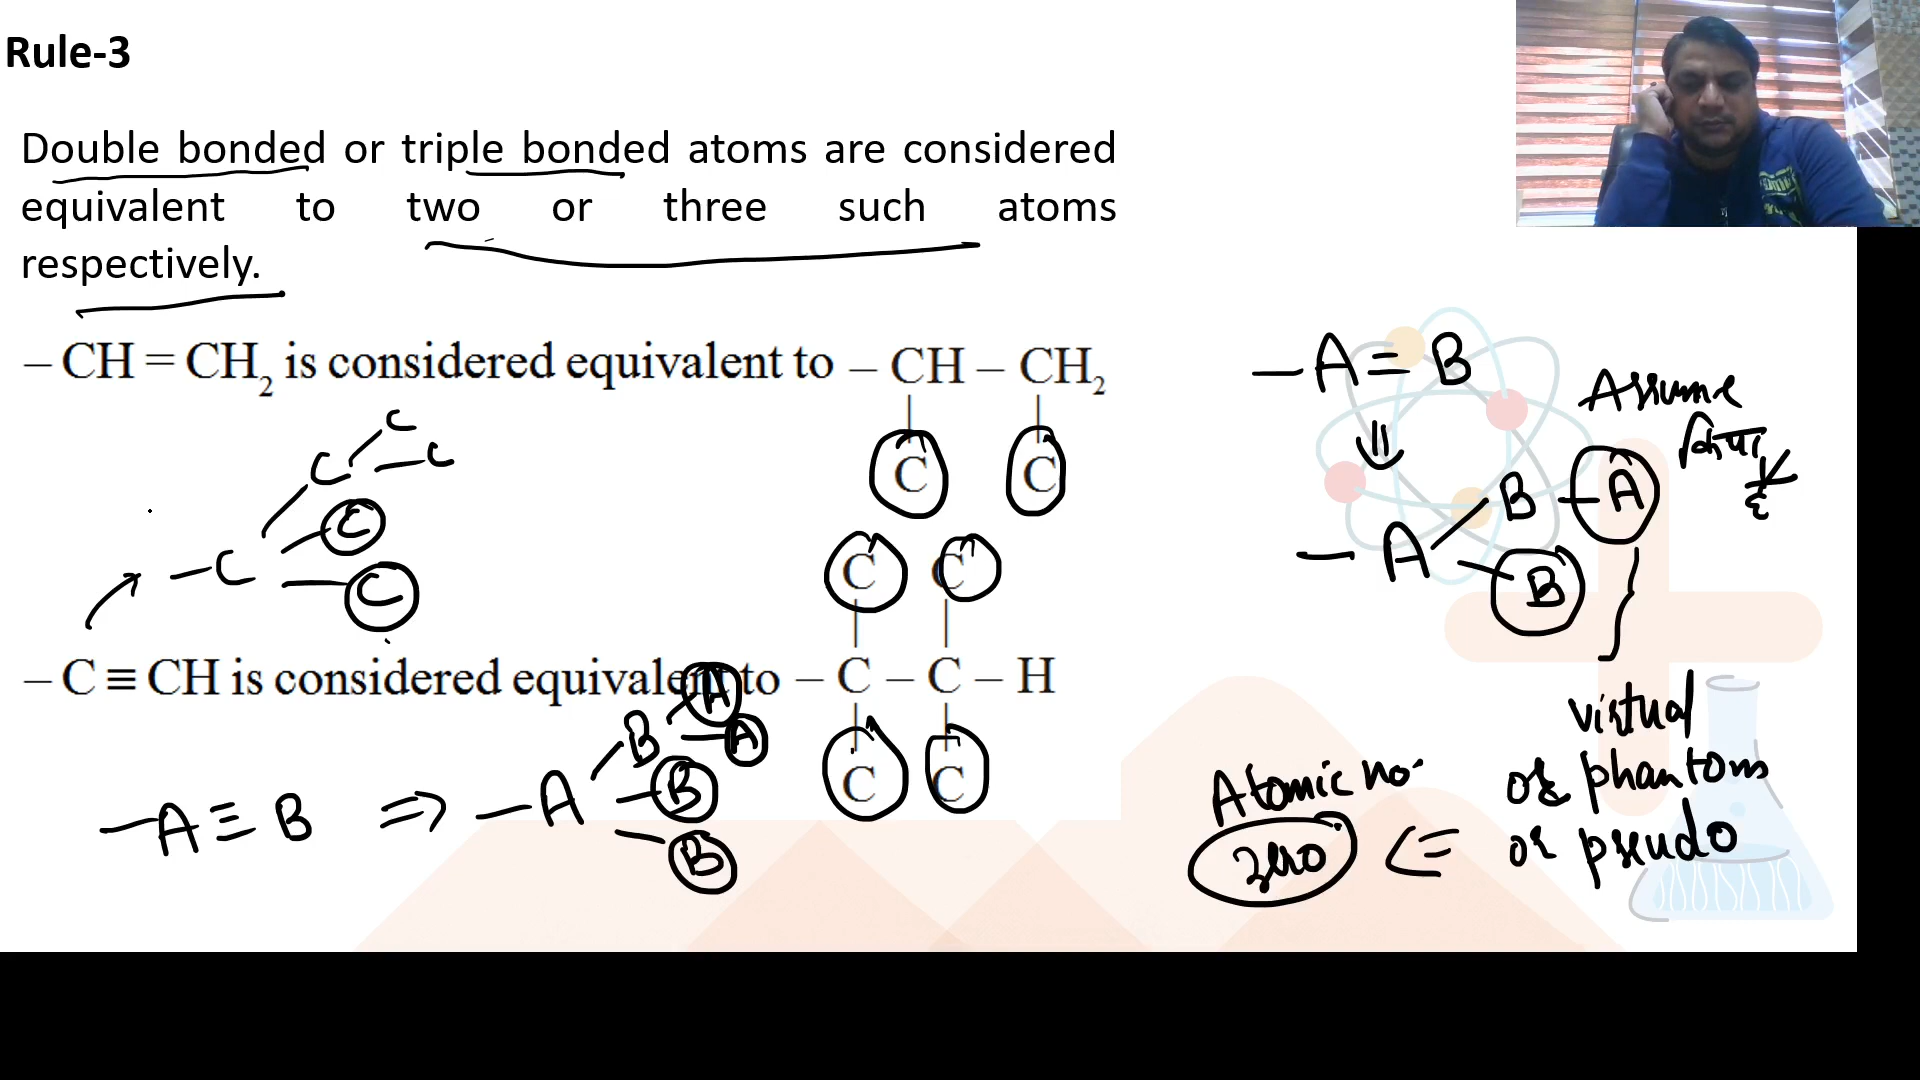 Rule-3
Double bonded or triple bonded atoms are considered
equivalent to two or three such atoms
respectively.
– CH = CH₂ is considered equivalent to – CH – CH₂
C C
C
C C
– C
C
C
C C
– C ≡ CH is considered equivalent to – C – C – H
C C
– A ≡ B ⇒ – A
B
A
A
B
B
– A = B
⇓
– A
B – A
B
Assume
virtual
or phantom
or pseudo
⇐
Atomic no.
zero